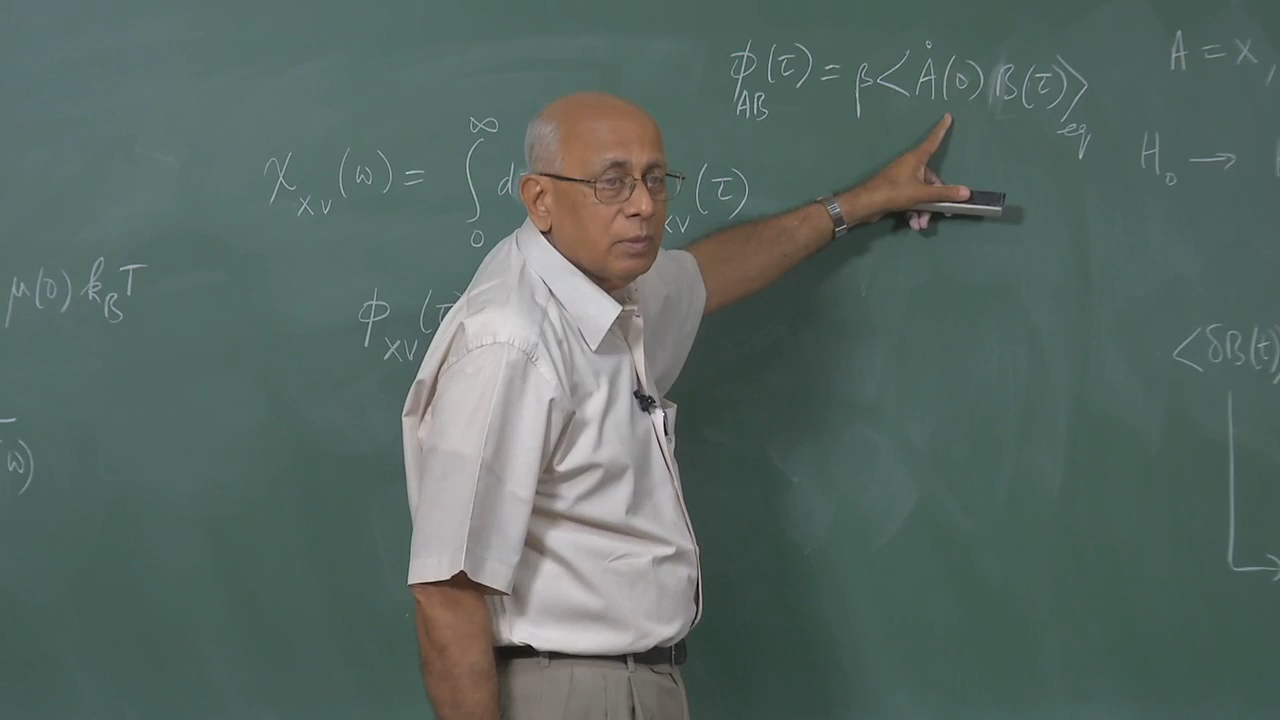 ϕ_AB(τ) = β<Ȧ(0) B(τ)>_eq
A = x,
H₀ →
χ_XV(ω) = ∫₀^∞ d
XV(τ)
μ(0) k_B T
ϕ_XV(τ
<δB(t)
ω)